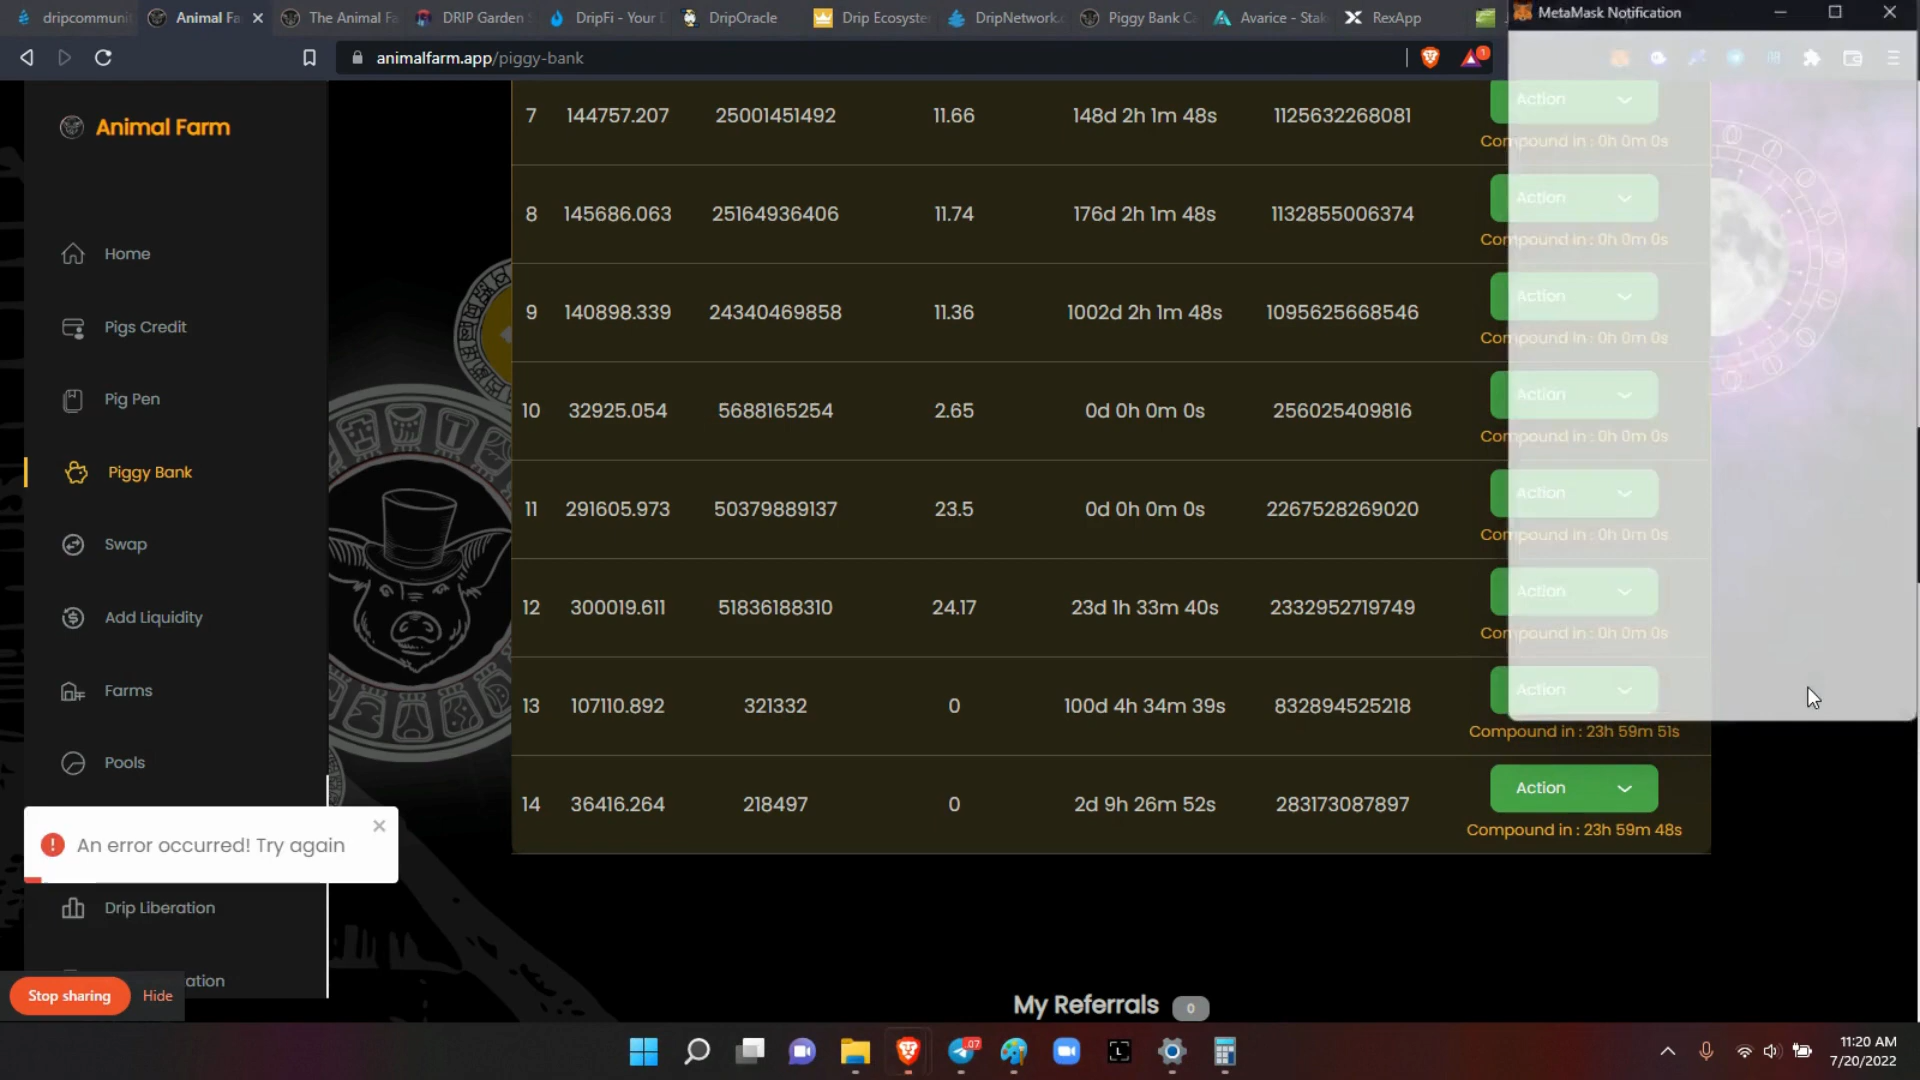 dripcommuni
Animal Fa
The Animal Fa
DRIP Garden
DripFi - Your
DripOracle
Drip Ecosyste
DripNetwork.
Piggy Bank C
Avarice - Stak
RexApp
MetaMask Notification
animalfarm.app/piggy-bank
1
Animal Farm
Home
Pigs Credit
Pig Pen
Piggy Bank
Swap
Add Liquidity
Farms
Pools
Drip Liberation
ation
7 144757.207 25001451492 11.66 148d 2h 1m 48s 1125632268081 Action
Compound in : 0h 0m 0s
8 145686.063 25164936406 11.74 176d 2h 1m 48s 1132855006374 Action
Compound in : 0h 0m 0s
9 140898.339 24340469858 11.36 1002d 2h 1m 48s 1095625668546 Action
Compound in : 0h 0m 0s
10 32925.054 5688165254 2.65 0d 0h 0m 0s 256025409816 Action
Compound in : 0h 0m 0s
11 291605.973 50379889137 23.5 0d 0h 0m 0s 2267528269020 Action
Compound in : 0h 0m 0s
12 300019.611 51836188310 24.17 23d 1h 33m 40s 2332952719749 Action
Compound in : 0h 0m 0s
13 107110.892 321332 0 100d 4h 34m 39s 832894525218 Action
Compound in : 23h 59m 51s
14 36416.264 218497 0 2d 9h 26m 52s 283173087897 Action
Compound in : 23h 59m 48s
An error occurred! Try again
Stop sharing Hide
My Referrals 0
07
L
11:20 AM
7/20/2022